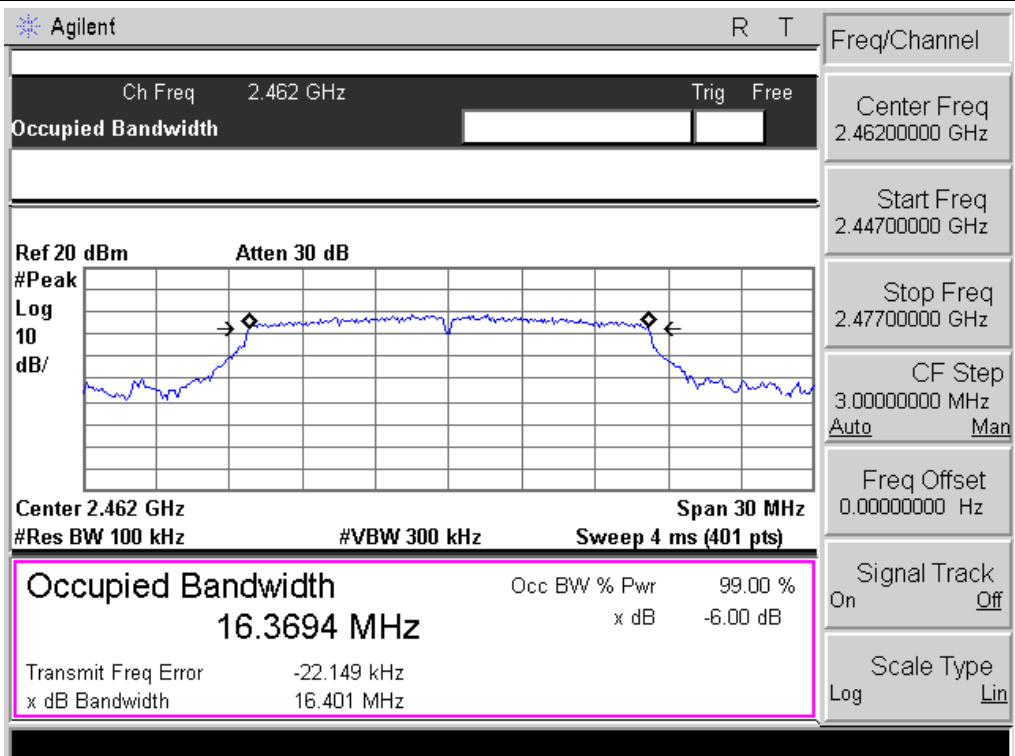 Agilent R T
Ch Freq 2.462 GHz Trig Free
Occupied Bandwidth
Ref 20 dBm Atten 30 dB
#Peak
Log
10
dB/
Center 2.462 GHz Span 30 MHz
#Res BW 100 kHz #VBW 300 kHz Sweep 4 ms (401 pts)
Occupied Bandwidth Occ BW % Pwr 99.00 %
16.3694 MHz x dB -6.00 dB
Transmit Freq Error -22.149 kHz
x dB Bandwidth 16.401 MHz
Freq/Channel
Center Freq
2.46200000 GHz
Start Freq
2.44700000 GHz
Stop Freq
2.47700000 GHz
CF Step
3.00000000 MHz
Auto Man
Freq Offset
0.00000000 Hz
Signal Track
On Off
Scale Type
Log Lin